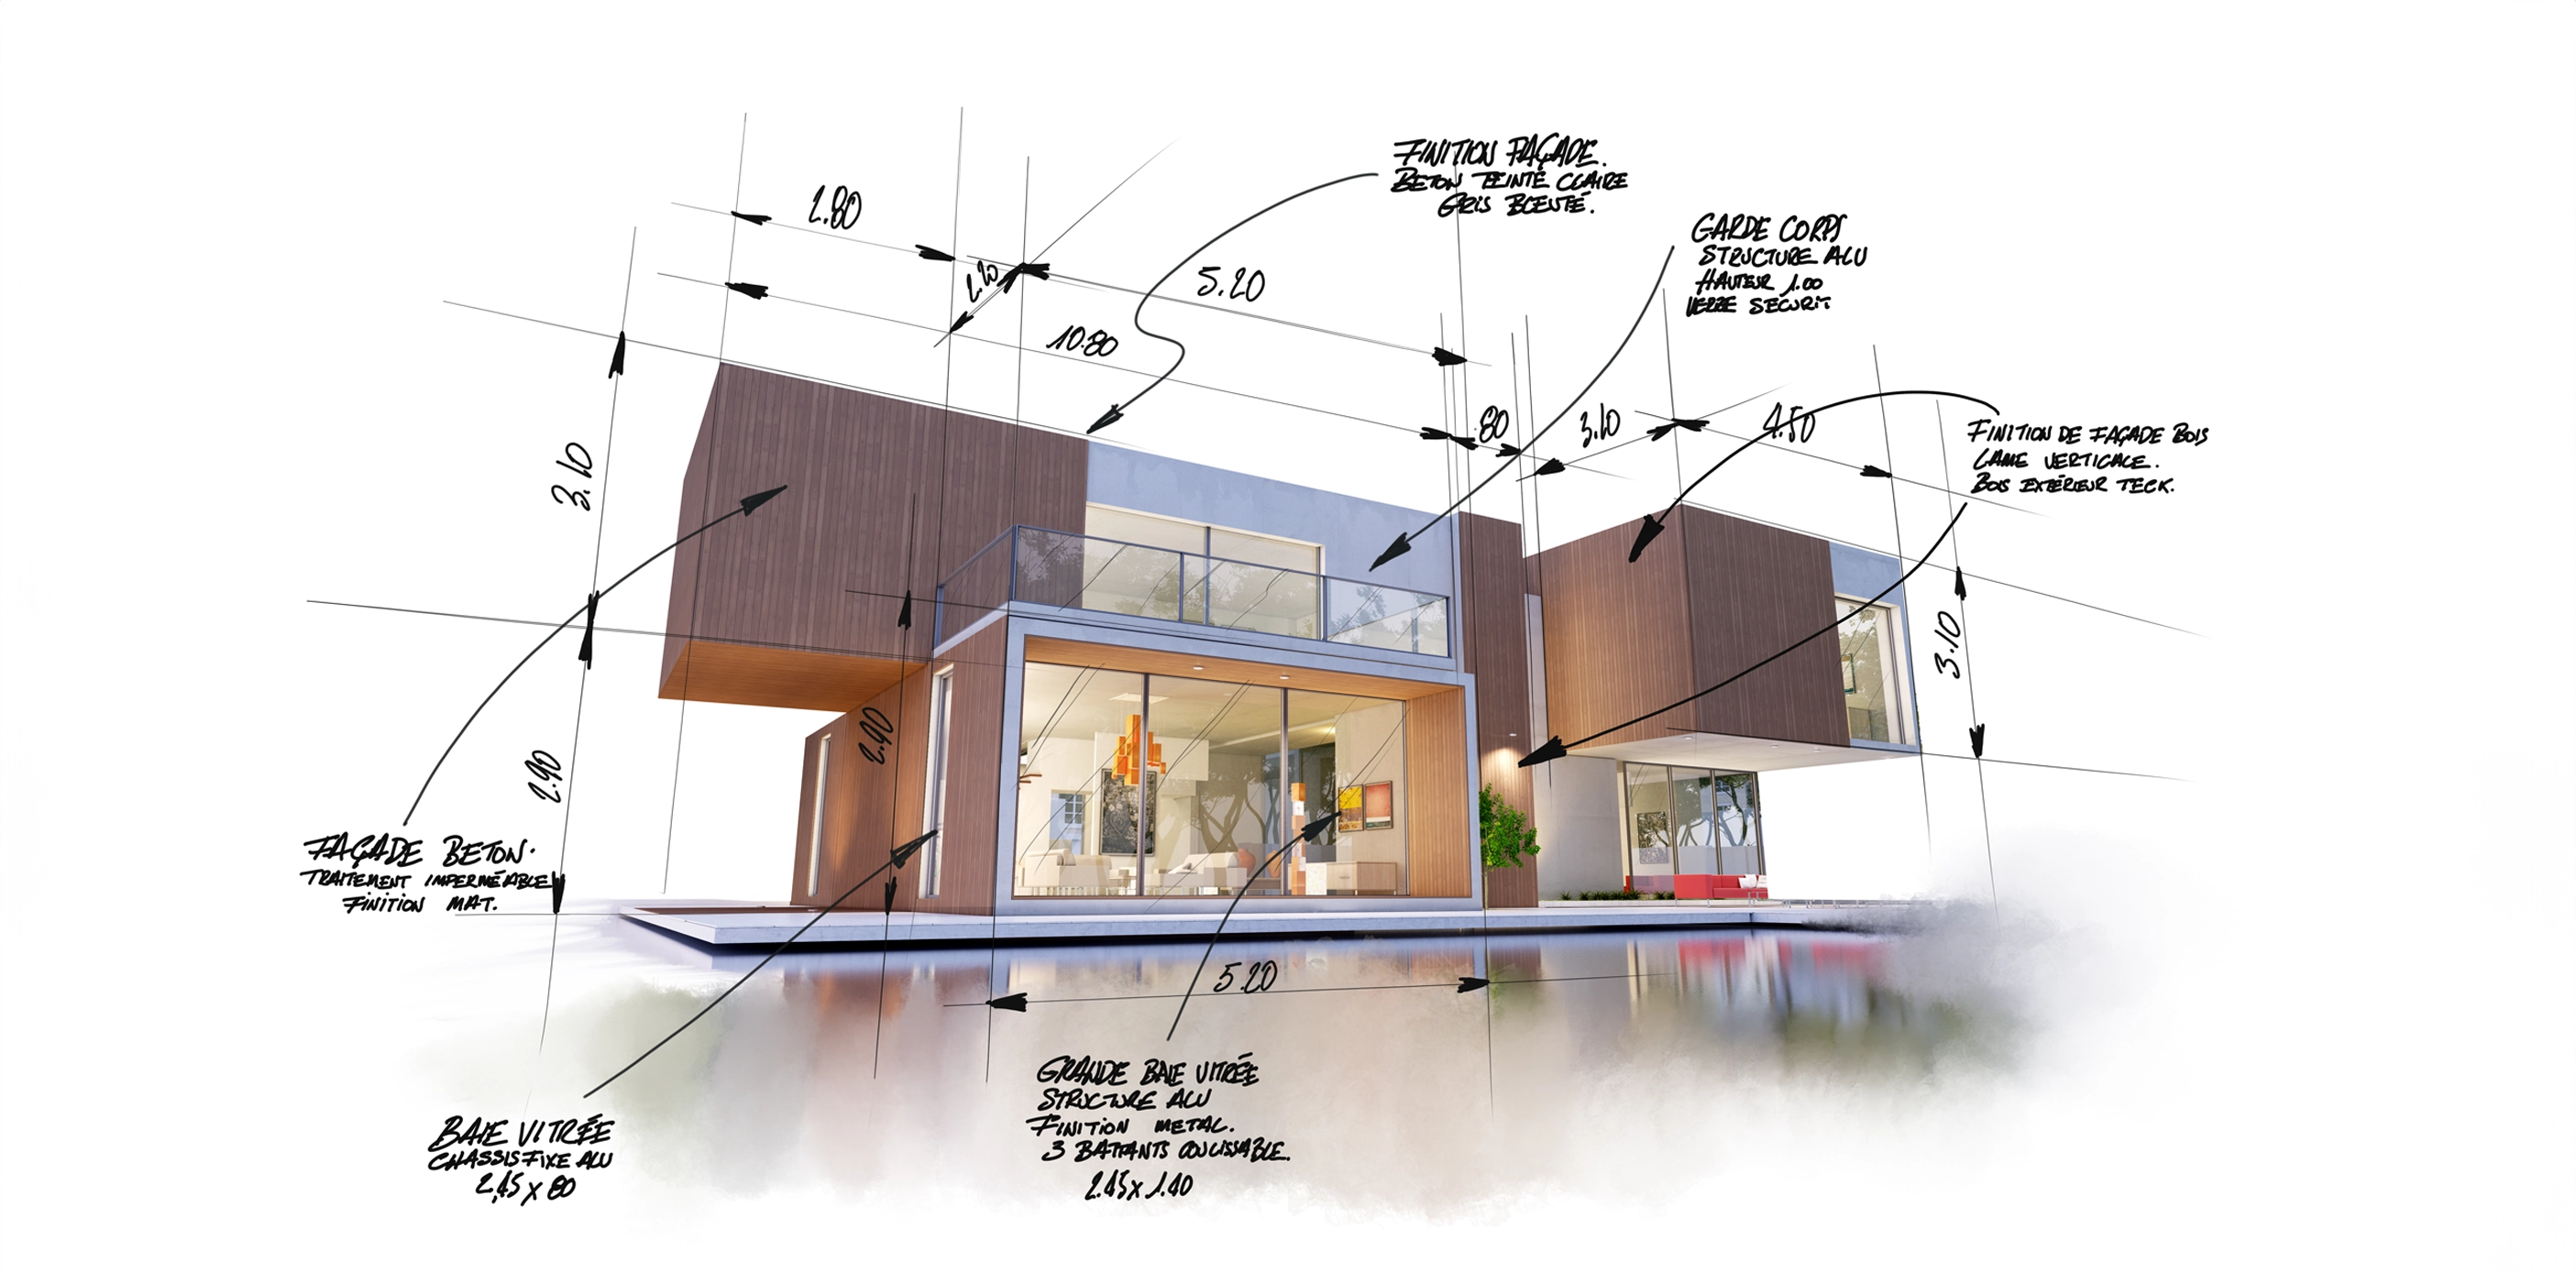 FINITION FAÇADE.
BETON TEINTÉ CLAIRE
GRIS BLEUTÉ.
GARDE CORPS
STRUCTURE ALU
HAUTEUR 1.00
VERRE SECURIT
2.80
2.20
5.20
10.80
.80
3.10
4.50
FINITION DE FAÇADE BOIS
LAME VERTICALE.
BOIS EXTÉRIEUR TECK.
3.10
3.10
2.90
2.40
FAÇADE BETON.
TRAITEMENT IMPERMÉABLE
FINITION MAT.
5.20
GRANDE BAIE VITRÉE
STRUCTURE ALU
FINITION METAL.
3 BATTANTS COULISSABLE.
2.45 x 1.40
BAIE VITRÉE
CHASSIS FIXE ALU
2,45 x 80